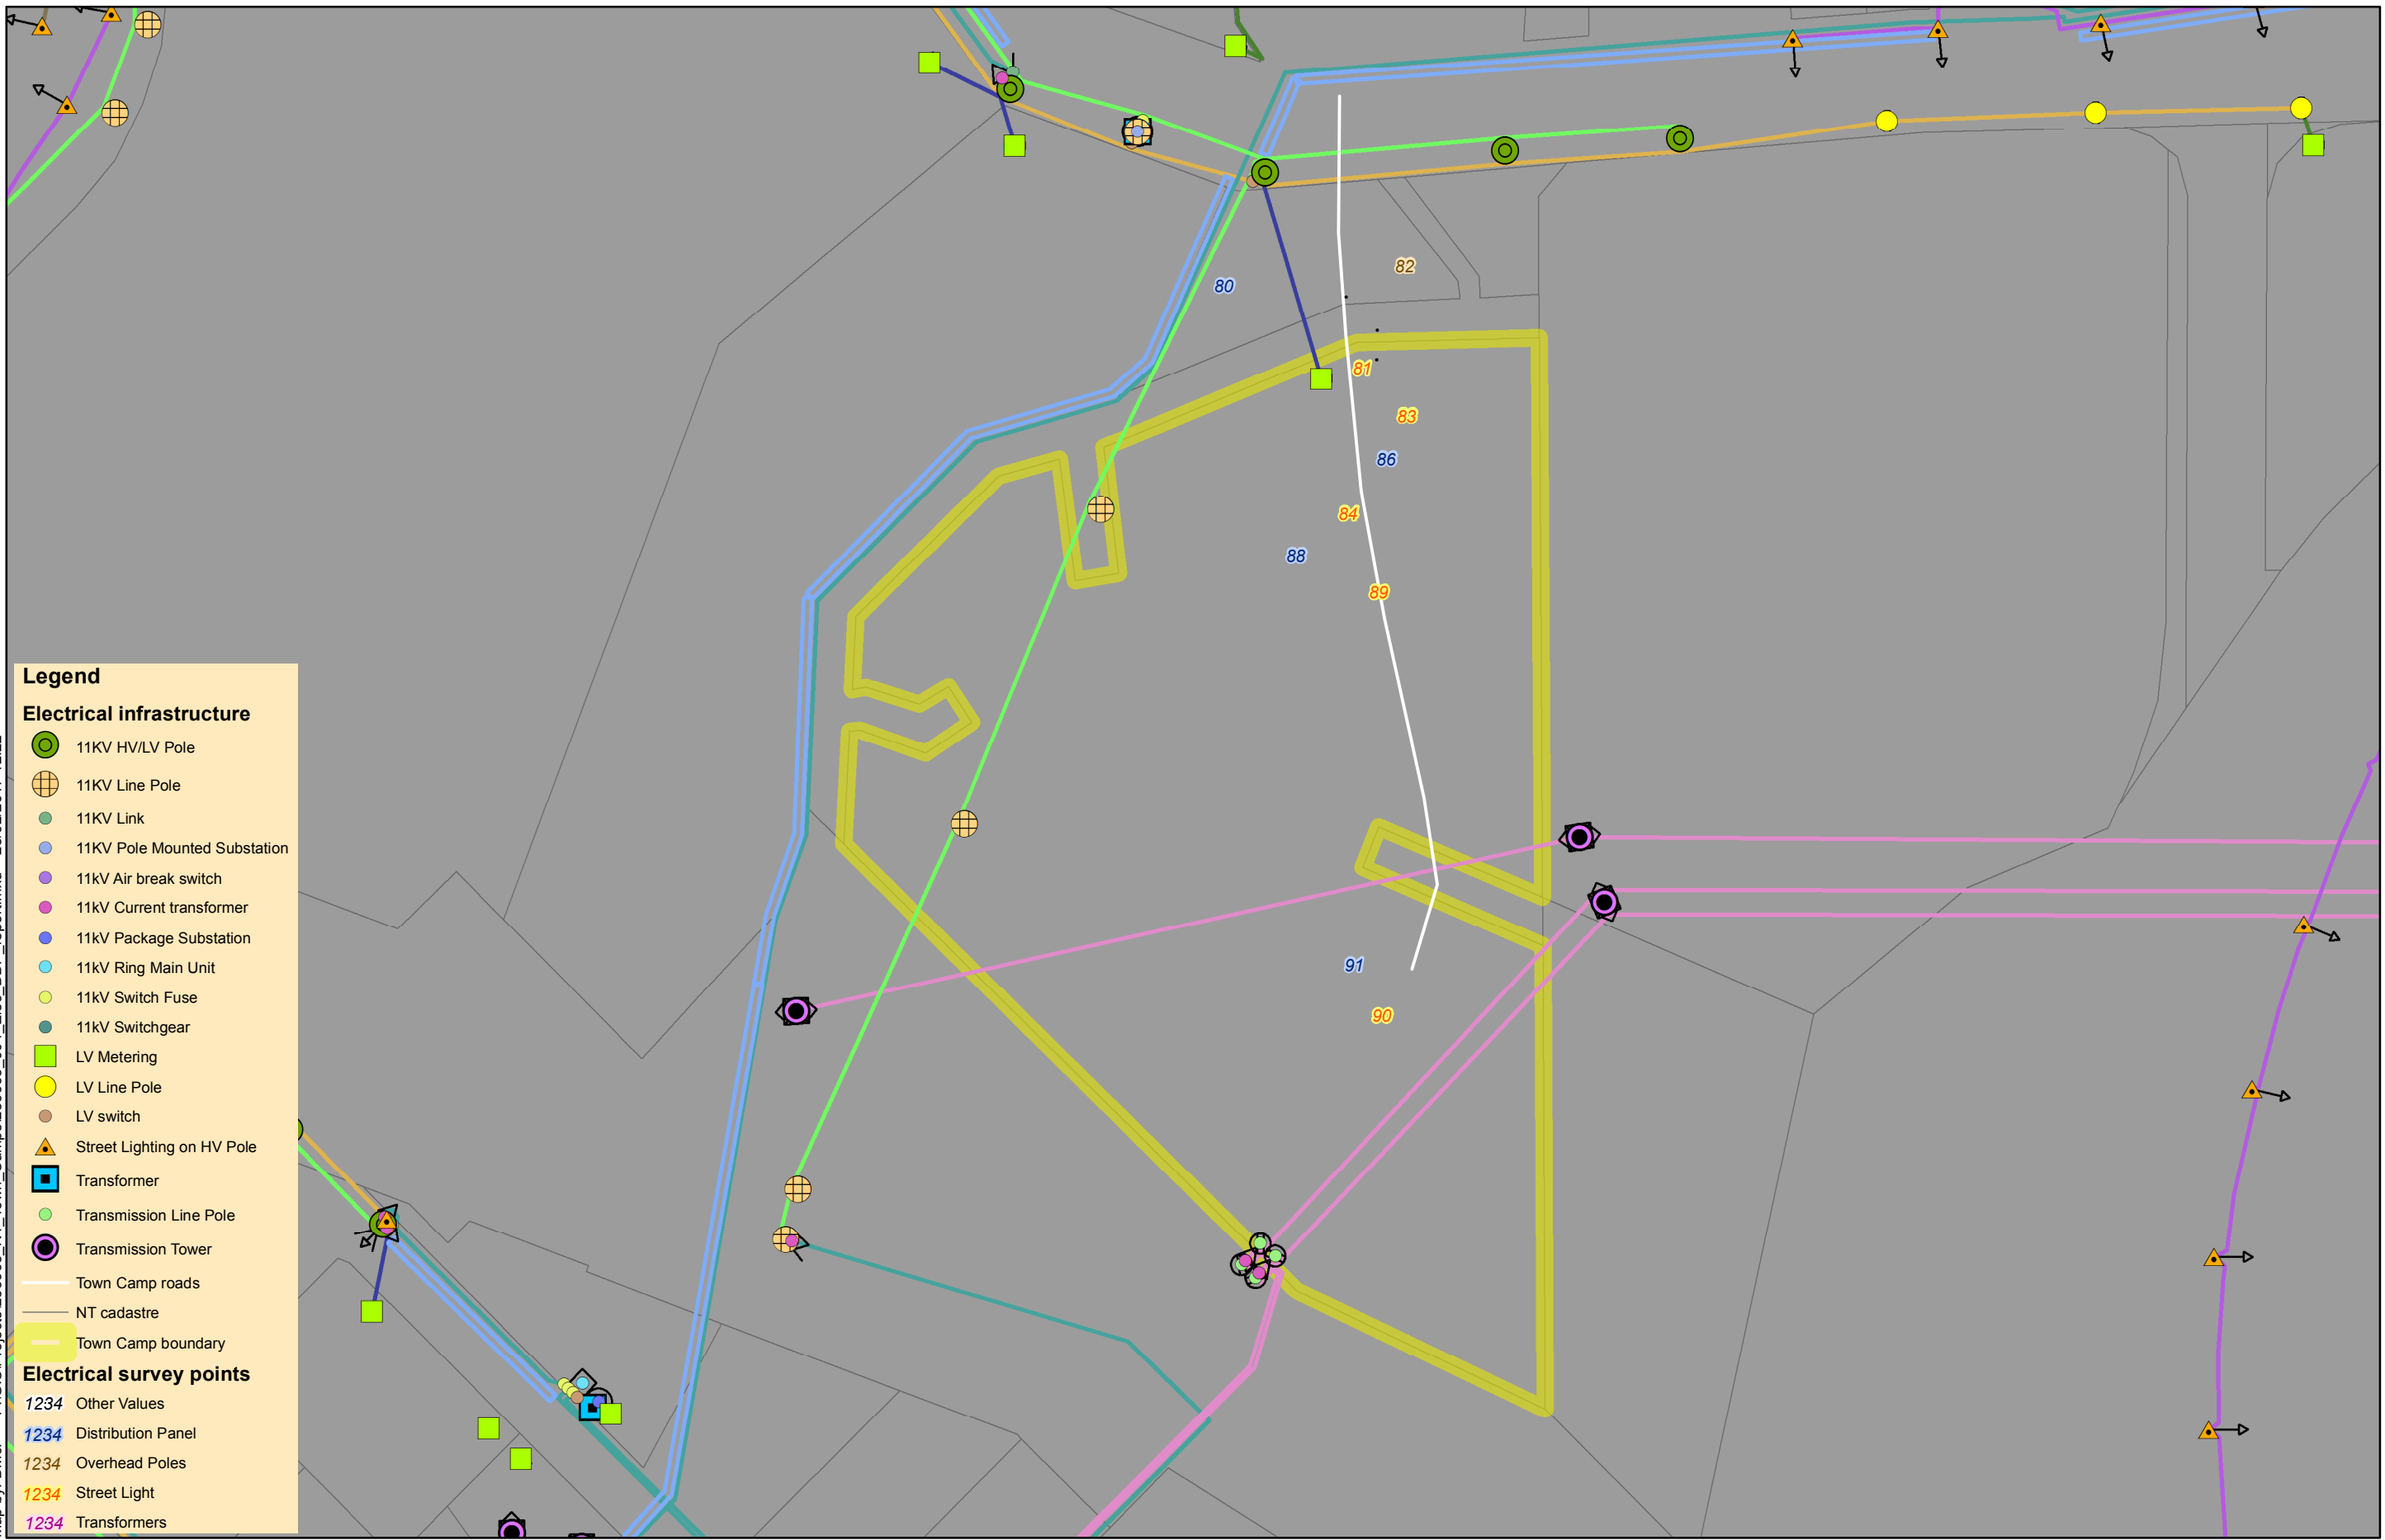 82
80
81
83
86
84
88
89
91
90
Legend
Electrical infrastructure
11KV HV/LV Pole
11KV Line Pole
11KV Link
11KV Pole Mounted Substation
11kV Air break switch
11kV Current transformer
11kV Package Substation
11kV Ring Main Unit
11kV Switch Fuse
11kV Switchgear
LV Metering
LV Line Pole
LV switch
Street Lighting on HV Pole
Transformer
Transmission Line Pole
Transmission Tower
Town Camp roads
NT cadastre
Town Camp boundary
Electrical survey points
1234 Other Values
1234 Distribution Panel
1234 Overhead Poles
1234 Street Light
1234 Transformers